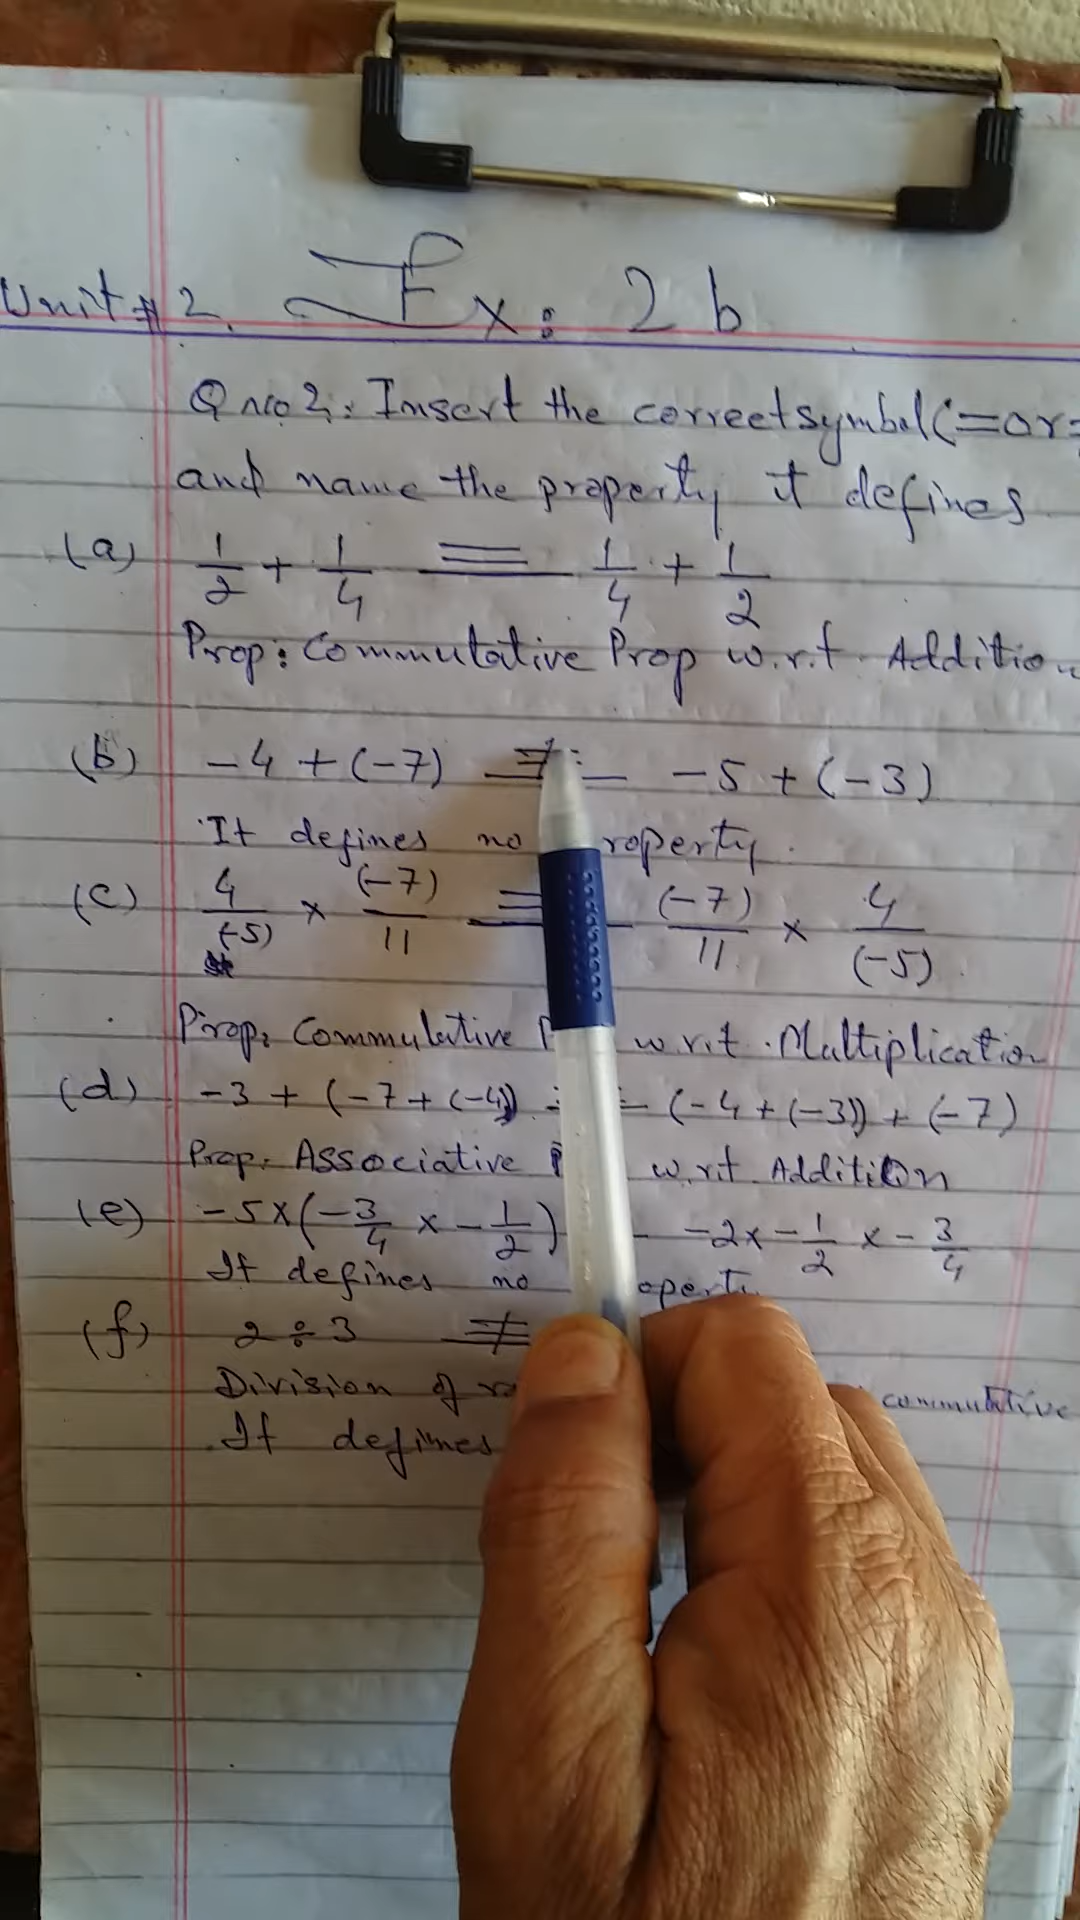 Unit # 2. Ex: 2 b
Q no 2: Insert the correct symbol (= or
and name the property it defines
(a) 1/2 + 1/4 = 1/4 + 1/2
Prop: Commutative Prop w.r.t. Addition
(b) -4 + (-7) ≠ -5 + (-3)
It defines no roperty.
(c) 4/(-5) × (-7)/11 = (-7)/11 × 4/(-5)
Prop: Commutative P w.r.t. Multiplication
(d) -3 + (-7 + (-4)) = (-4 + (-3)) + (-7)
Prop: Associative w.r.t Addition
(e) -5 × (-3/4 × -1/2) -2 × -1/2 × -3/4
It defines no operty
(f) 2 ÷ 3 ≠
Division of commutative
It defines